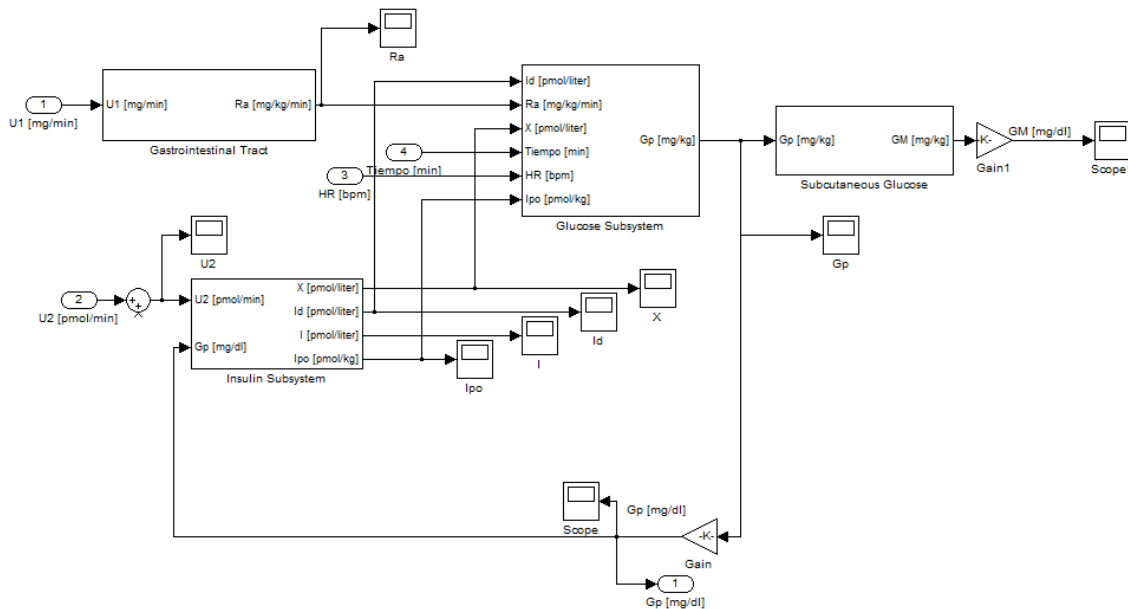 Ra
1
U1 [mg/min]
U1 [mg/min]
Ra [mg/kg/min]
Gastrointestinal Tract
4
Tiempo [min]
3
HR [bpm]
Id [pmol/liter]
Ra [mg/kg/min]
X [pmol/liter]
Tiempo [min]
HR [bpm]
Ipo [pmol/kg]
Gp [mg/kg]
Glucose Subsystem
Gp [mg/kg]
GM [mg/kg]
Subcutaneous Glucose
-K-
Gain1
GM [mg/dl]
Scope1
U2
2
U2 [pmol/min]
+
+
U2 [pmol/min]
Gp [mg/dl]
X [pmol/liter]
Id [pmol/liter]
I [pmol/liter]
Ipo [pmol/kg]
Insulin Subsystem
Ipo
I
Id
X
Gp
Scope
Gp [mg/dl]
-K-
Gain
1
Gp [mg/dl]